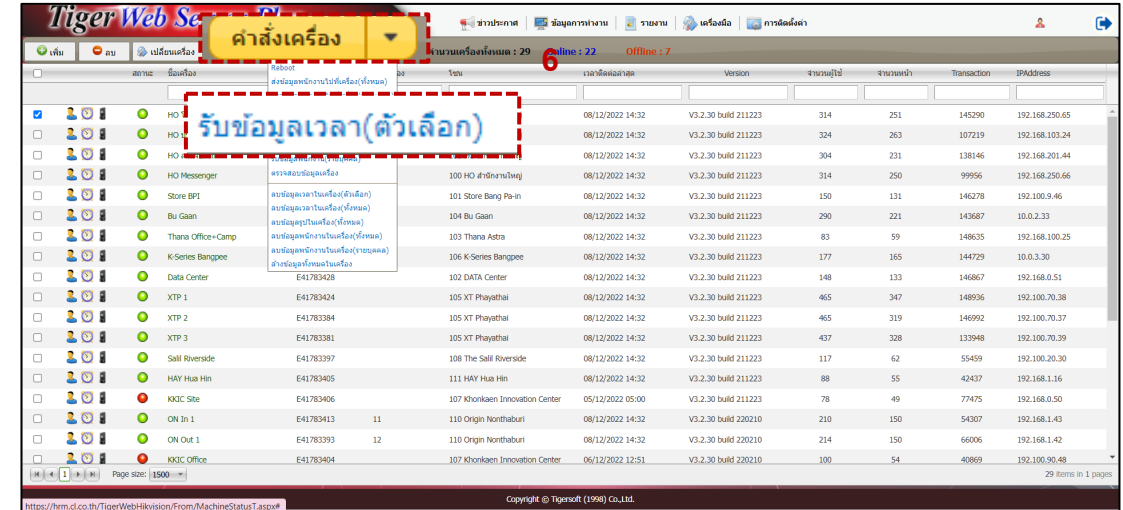 Tiger Web Se
ข่าวประกาศ ข้อมูลการทำงาน รายงาน เครื่องมือ การติดตั้งค่า
เพิ่ม ลบ เปลี่ยนเครื่อง คำสั่งเครื่อง จำนวนเครื่องทั้งหมด : 29 Online : 22 Offline : 7
6
สถานะ ชื่อเครื่อง โซน เวลาติดต่อล่าสุด Version จำนวนผู้ใช้ จำนวนหน้า Transaction IPAddress
Reboot
ส่งข้อมูลพนักงานไปที่เครื่อง(ทั้งหมด)
รับข้อมูลเวลา(ตัวเลือก)
รับข้อมูลพนักงาน(รายบุคคล)
ตรวจสอบข้อมูลเครื่อง
ลบข้อมูลเวลาในเครื่อง(ตัวเลือก)
ลบข้อมูลเวลาในเครื่อง(ทั้งหมด)
ลบข้อมูลรูปในเครื่อง(ทั้งหมด)
ลบข้อมูลพนักงานในเครื่อง(ทั้งหมด)
ลบข้อมูลพนักงานในเครื่อง(รายบุคคล)
ล้างข้อมูลทั้งหมดในเครื่อง
HO 08/12/2022 14:32 V3.2.30 build 211223 314 251 145290 192.168.250.65
HO 08/12/2022 14:32 V3.2.30 build 211223 324 263 107219 192.168.103.24
HO 08/12/2022 14:32 V3.2.30 build 211223 304 231 138146 192.168.201.44
HO Messenger 100 HO สำนักงานใหญ่ 08/12/2022 14:32 V3.2.30 build 211223 314 250 99956 192.168.250.66
Store BPI 101 Store Bang Pa-in 08/12/2022 14:32 V3.2.30 build 211223 150 131 146278 192.100.9.46
Bu Gaan 104 Bu Gaan 08/12/2022 14:32 V3.2.30 build 211223 290 221 143687 10.0.2.33
Thana Office+Camp 103 Thana Astra 08/12/2022 14:32 V3.2.30 build 211223 83 59 148635 192.168.100.25
K-Series Bangpee 106 K-Series Bangpee 08/12/2022 14:32 V3.2.30 build 211223 177 165 144729 10.0.3.30
Data Center E41783428 102 DATA Center 08/12/2022 14:32 V3.2.30 build 211223 148 133 146867 192.168.0.51
XTP 1 E41783424 105 XT Phayathai 08/12/2022 14:32 V3.2.30 build 211223 465 347 148936 192.100.70.38
XTP 2 E41783384 105 XT Phayathai 08/12/2022 14:32 V3.2.30 build 211223 465 319 146992 192.100.70.37
XTP 3 E41783381 105 XT Phayathai 08/12/2022 14:32 V3.2.30 build 211223 437 328 133948 192.100.70.39
Salil Riverside E41783397 108 The Salil Riverside 08/12/2022 14:32 V3.2.30 build 211223 117 62 55459 192.100.20.30
HAY Hua Hin E41783405 111 HAY Hua Hin 08/12/2022 14:32 V3.2.30 build 211223 88 55 42437 192.168.1.16
KKIC Site E41783406 107 Khonkaen Innovation Center 05/12/2022 05:00 V3.2.30 build 211223 78 49 77475 192.168.0.50
ON In 1 E41783413 11 110 Origin Nonthaburi 08/12/2022 14:32 V3.2.30 build 220210 210 150 54307 192.168.1.43
ON Out 1 E41783393 12 110 Origin Nonthaburi 08/12/2022 14:32 V3.2.30 build 220210 214 150 66006 192.168.1.42
KKIC Office E41783404 107 Khonkaen Innovation Center 06/12/2022 12:51 V3.2.30 build 220210 100 54 40869 192.100.90.48
1 Page size: 1500 29 items in 1 pages
Copyright © Tigersoft (1998) Co.,Ltd.
https://hrm.cl.co.th/TigerWebHikvision/From/MachineStatusT.aspx#